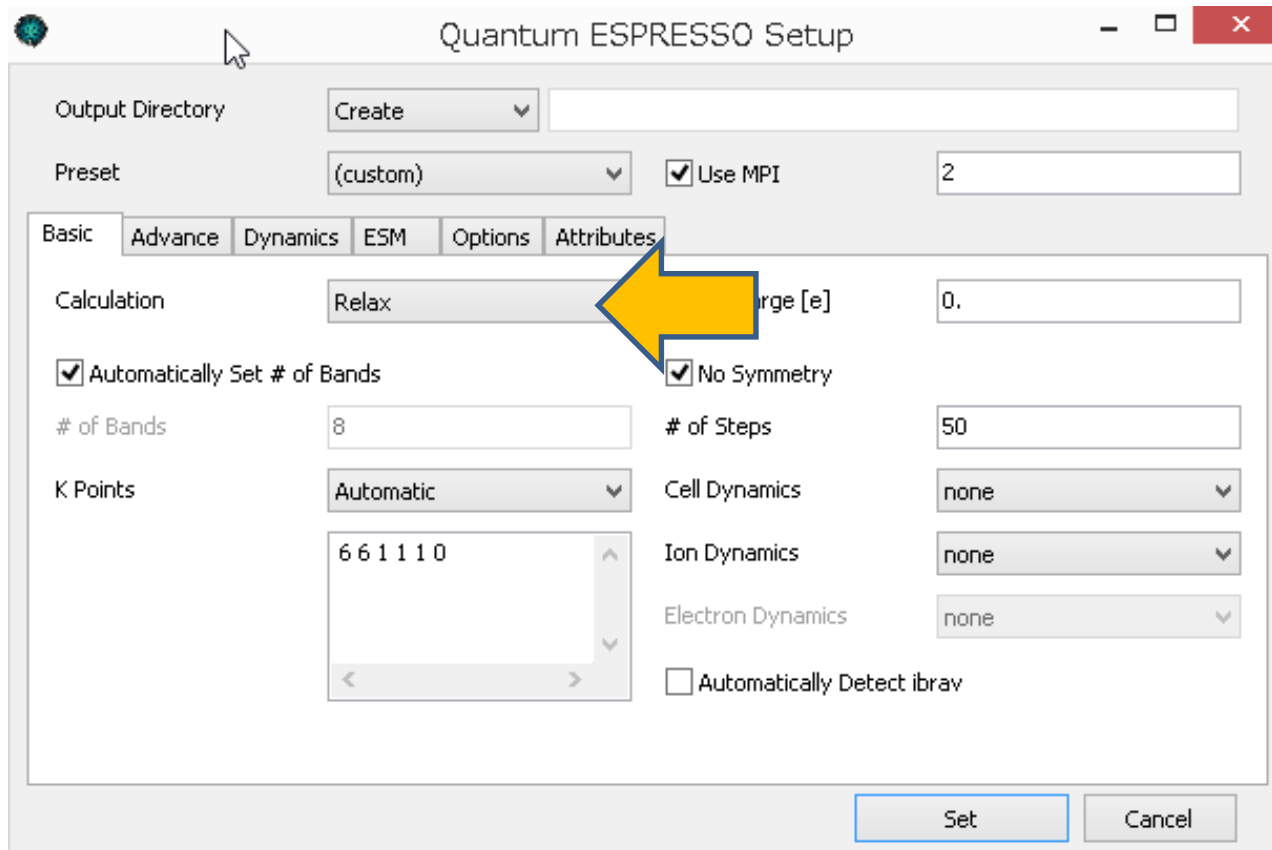 Quantum ESPRESSO Setup
Output Directory Create
Preset (custom) Use MPI 2
Basic Advance Dynamics ESM Options Attributes
Calculation Relax [e] 0.
Automatically Set # of Bands No Symmetry
# of Bands 8 # of Steps 50
K Points Automatic Cell Dynamics none
6 6 1 1 1 0 Ion Dynamics none
Electron Dynamics none
Automatically Detect ibrav
Set Cancel